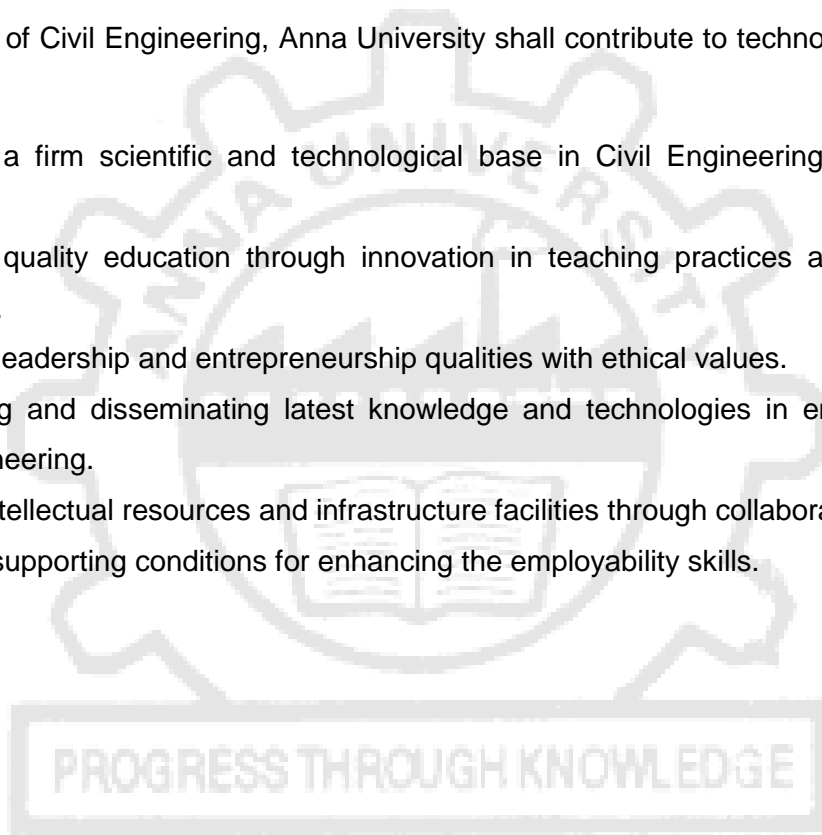 of Civil Engineering, Anna University shall contribute to techno
a firm scientific and technological base in Civil Engineering
quality education through innovation in teaching practices a
eadership and entrepreneurship qualities with ethical values.
g and disseminating latest knowledge and technologies in e
neering.
tellectual resources and infrastructure facilities through collabora
supporting conditions for enhancing the employability skills.
ANNA UNIVERSITY
PROGRESS THROUGH KNOWLEDGE